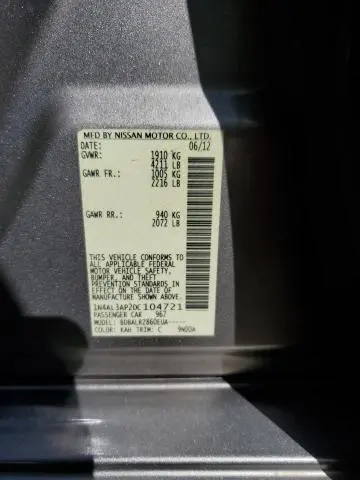 MFD BY NISSAN MOTOR CO., LTD.
DATE: 06/12
GVWR: 1910 KG
4211 LB
GAWR FR.: 1005 KG
2216 LB
GAWR RR.: 940 KG
2072 LB
THIS VEHICLE CONFORMS TO
ALL APPLICABLE FEDERAL
MOTOR VEHICLE SAFETY,
BUMPER, AND THEFT
PREVENTION STANDARDS IN
EFFECT ON THE DATE OF
MANUFACTURE SHOWN ABOVE.
1N4AL3AP2DC104721
PASSENGER CAR 967
MODEL: BDBALR2860EUA-----
COLOR: KAH TRIM: C 9N00A